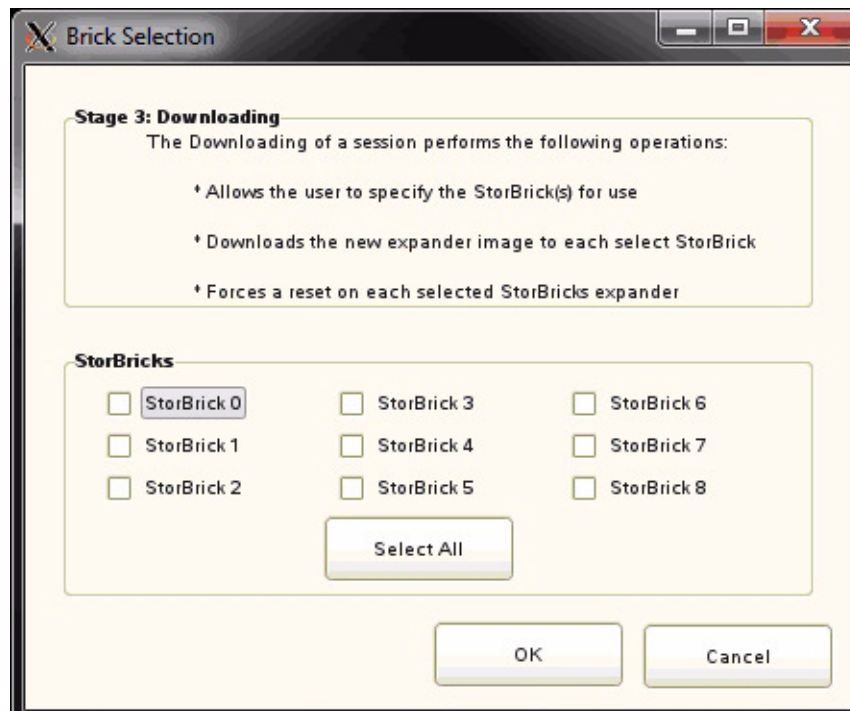 Brick Selection
Stage 3: Downloading
The Downloading of a session performs the following operations:
* Allows the user to specify the StorBrick(s) for use
* Downloads the new expander image to each select StorBrick
* Forces a reset on each selected StorBricks expander
StorBricks
StorBrick 0 StorBrick 3 StorBrick 6
StorBrick 1 StorBrick 4 StorBrick 7
StorBrick 2 StorBrick 5 StorBrick 8
Select All
OK Cancel